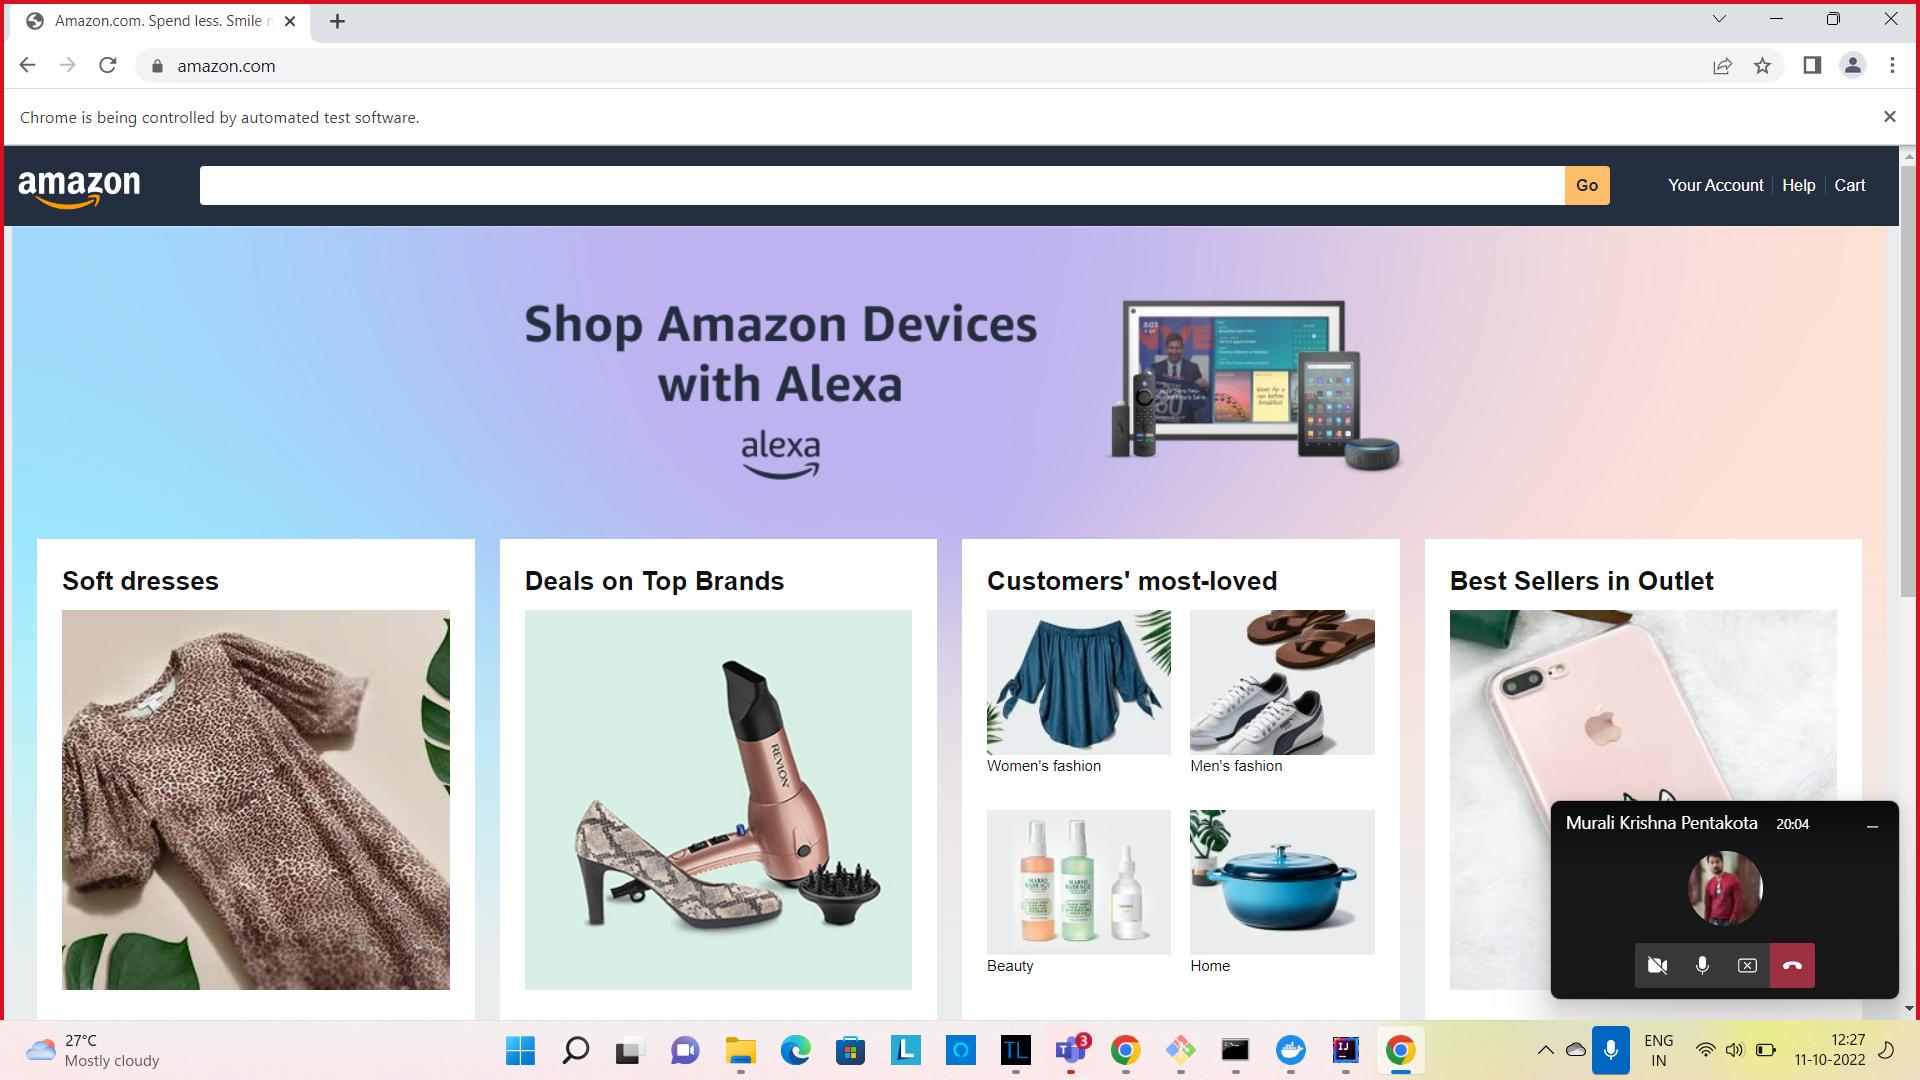 Amazon.com. Spend less. Smile
amazon.com
Chrome is being controlled by automated test software.
amazon
Go
Your Account
Help
Cart
Shop Amazon Devices
with Alexa
alexa
Soft dresses
Deals on Top Brands
REVLON
Customers' most-loved
Women's fashion
Men's fashion
Beauty
Home
Best Sellers in Outlet
Murali Krishna Pentakota 20:04
27°C
Mostly cloudy
TL
3
IJ
ENG
IN
12:27
11-10-2022